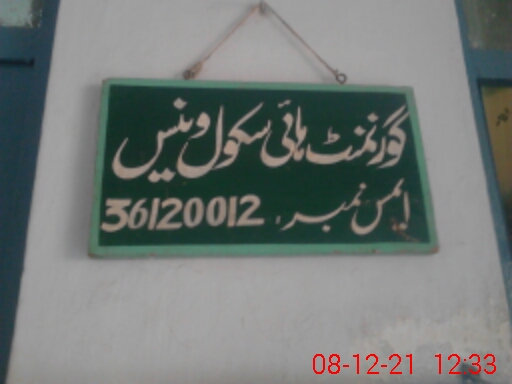 گورنمنٹ ہائی سکول وینس
ایمس نمبر، 36120012
08-12-21 12:33